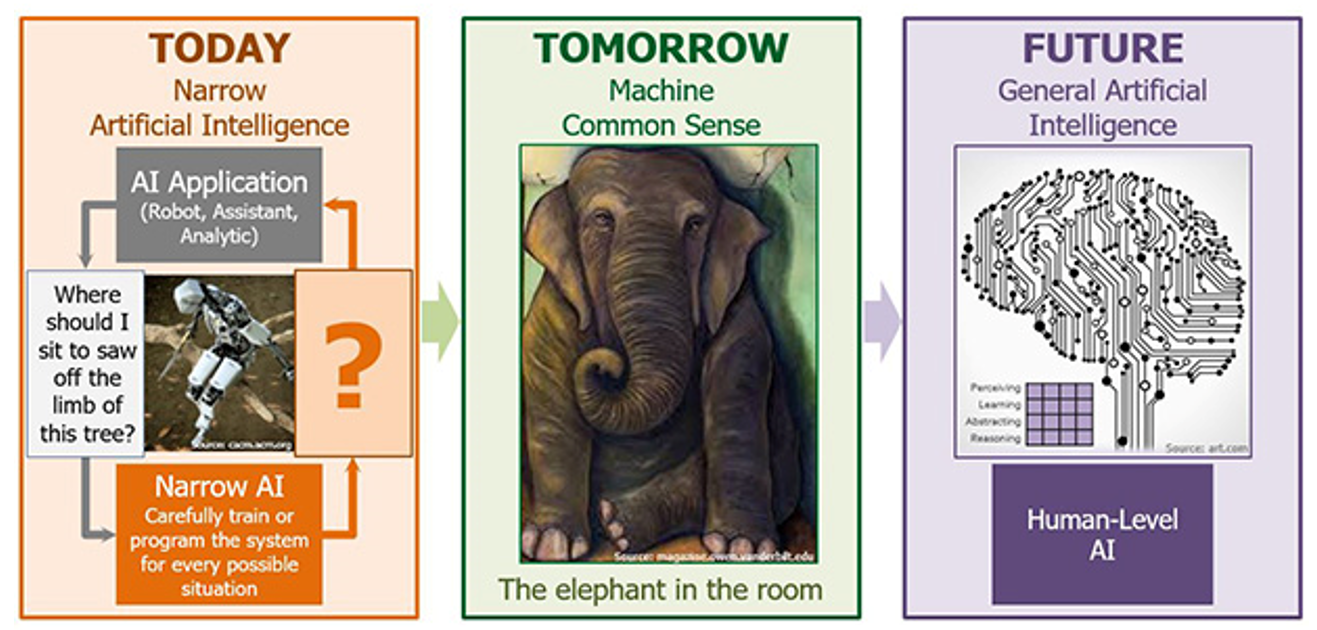 TODAY
Narrow
Artificial Intelligence
AI Application
(Robot, Assistant,
Analytic)
Where
should I
sit to saw
off the
limb of
this tree?
Source: cacm.acm.org
?
Narrow AI
Carefully train or
program the system
for every possible
situation
TOMORROW
Machine
Common Sense
Source: magazine.owen.vanderbilt.edu
The elephant in the room
FUTURE
General Artificial
Intelligence
Perceiving
Learning
Abstracting
Reasoning
Source: art.com
Human-Level
AI